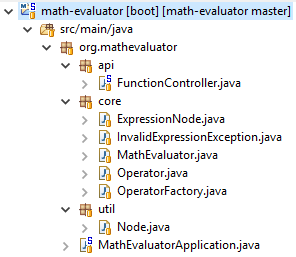 math-evaluator [boot] [math-evaluator master]
src/main/java
org.mathevaluator
api
FunctionController.java
core
ExpressionNode.java
InvalidExpressionException.java
MathEvaluator.java
Operator.java
OperatorFactory.java
util
Node.java
MathEvaluatorApplication.java